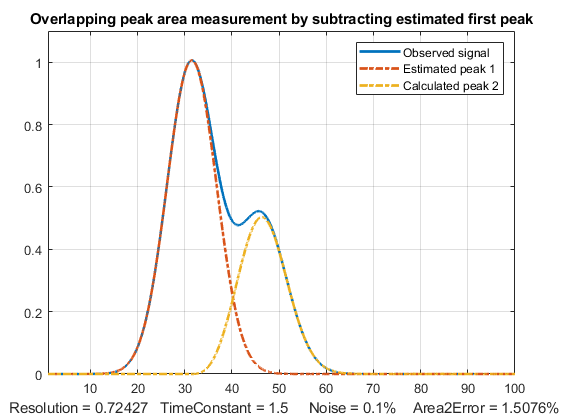 Overlapping peak area measurement by subtracting estimated first peak
Observed signal
Estimated peak 1
Calculated peak 2
1
0.8
0.6
0.4
0.2
0
10 20 30 40 50 60 70 80 90 100
Resolution = 0.72427 TimeConstant = 1.5 Noise = 0.1% Area2Error = 1.5076%